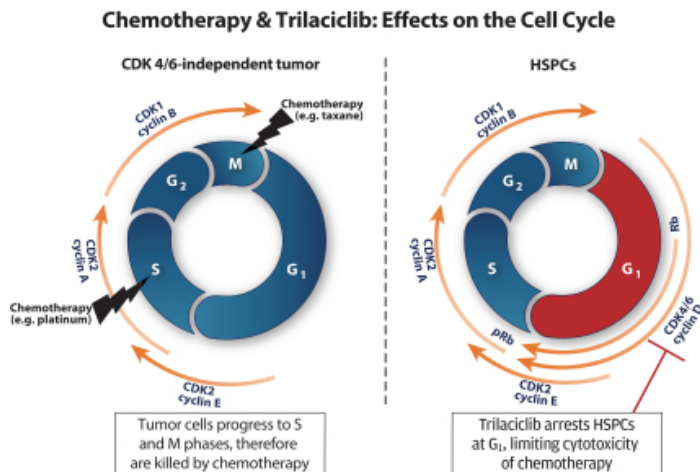 Chemotherapy & Trilaciclib: Effects on the Cell Cycle
CDK 4/6-independent tumor
CDK1
cyclin B
Chemotherapy
(e.g. taxane)
M
G2
S
G1
CDK2
cyclin A
Chemotherapy
(e.g. platinum)
CDK2
cyclin E
Tumor cells progress to S
and M phases, therefore
are killed by chemotherapy
HSPCs
CDK1
cyclin B
M
G2
S
G1
Rb
CDK2
cyclin A
pRb
CDK4/6
cyclin D
CDK2
cyclin E
Trilaciclib arrests HSPCs
at G1, limiting cytotoxicity
of chemotherapy